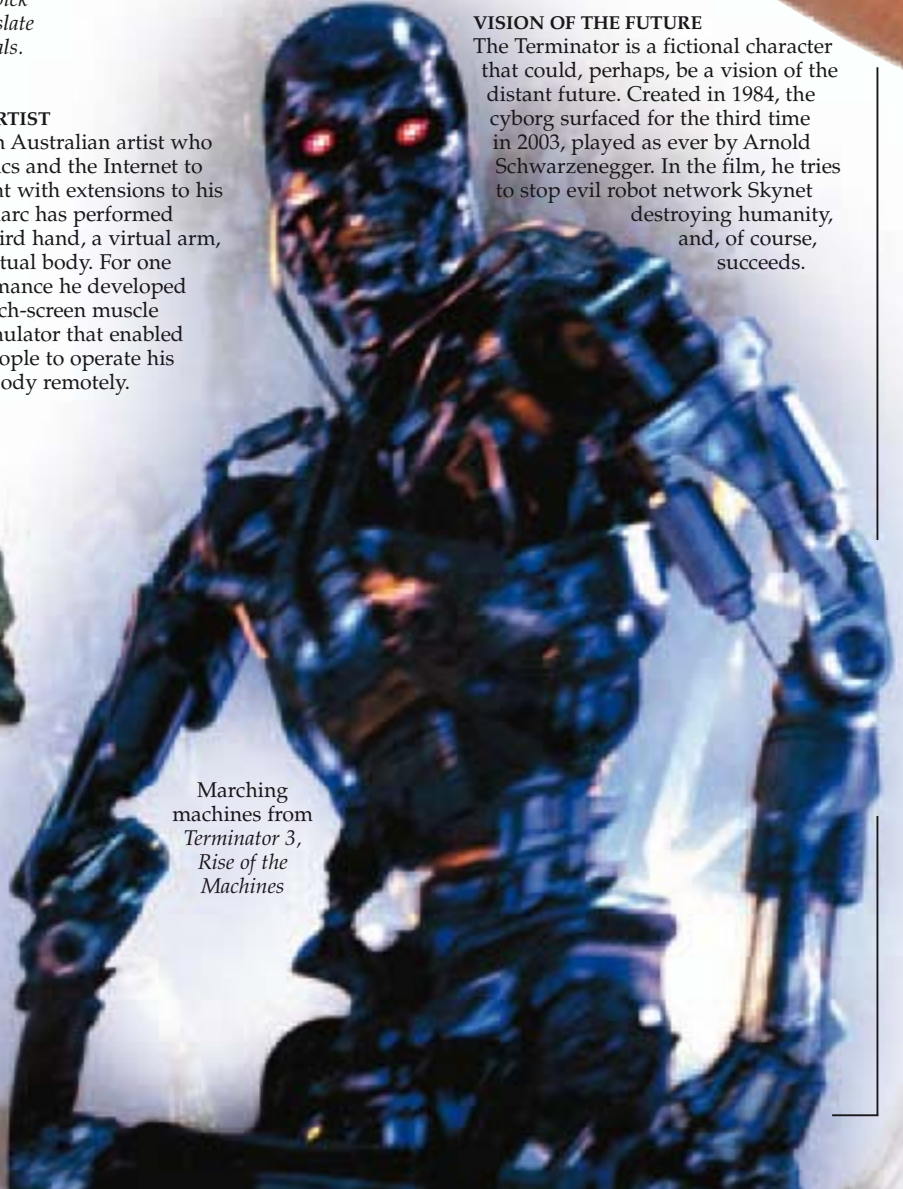 slate
als.
RTIST
n Australian artist who
ics and the Internet to
nt with extensions to his
arc has performed
ird hand, a virtual arm,
tual body. For one
mance he developed
ch-screen muscle
mulator that enabled
ople to operate his
ody remotely.
VISION OF THE FUTURE
The Terminator is a fictional character
that could, perhaps, be a vision of the
distant future. Created in 1984, the
cyborg surfaced for the third time
in 2003, played as ever by Arnold
Schwarzenegger. In the film, he tries
to stop evil robot network Skynet
destroying humanity,
and, of course,
succeeds.
Marching
machines from
Terminator 3,
Rise of the
Machines